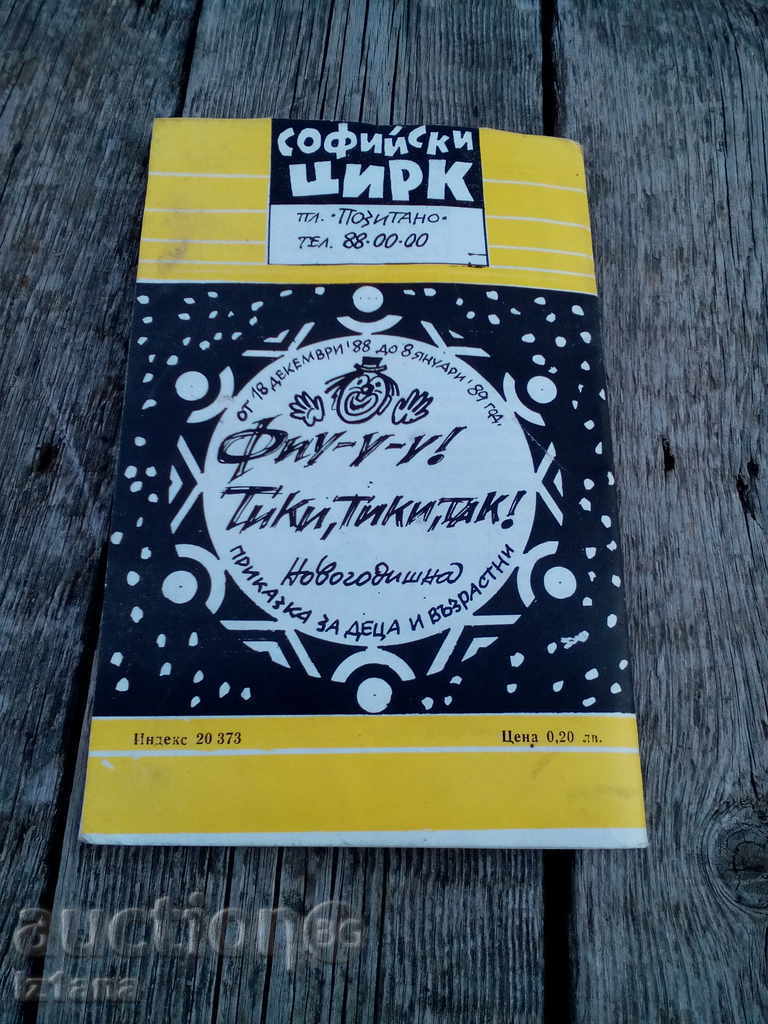 СОФИЙСКИ
ЦИРК
ПЛ. "ПОЗИТАНО"
ТЕЛ. 88-00-00
ОТ 18 ДЕКЕМВРИ '88 ДО 8 ЯНУАРИ '89 ГОД.
Фиу-у-у!
Тики, тики, так!
Новогодишна
ПРИКАЗКА ЗА ДЕЦА И ВЪЗРАСТНИ
Индекс 20 373
Цена 0,20 лв.
auction BG
iz1ana